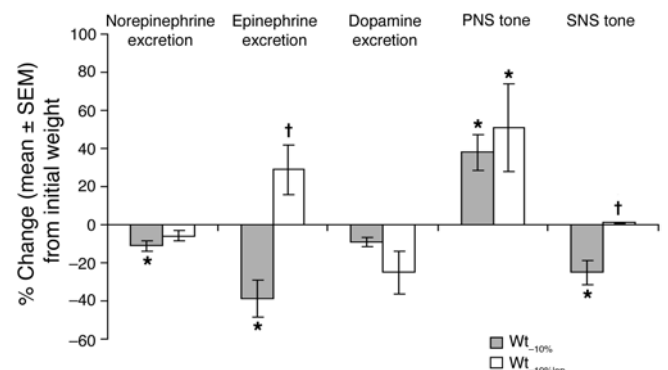 Norepinephrine
excretion
Epinephrine
excretion
Dopamine
excretion
PNS tone
SNS tone
% Change (mean ± SEM)
from initial weight
100
80
60
40
20
0
−20
−40
−60
*
*
†
*
*
*
†
Wt−10%